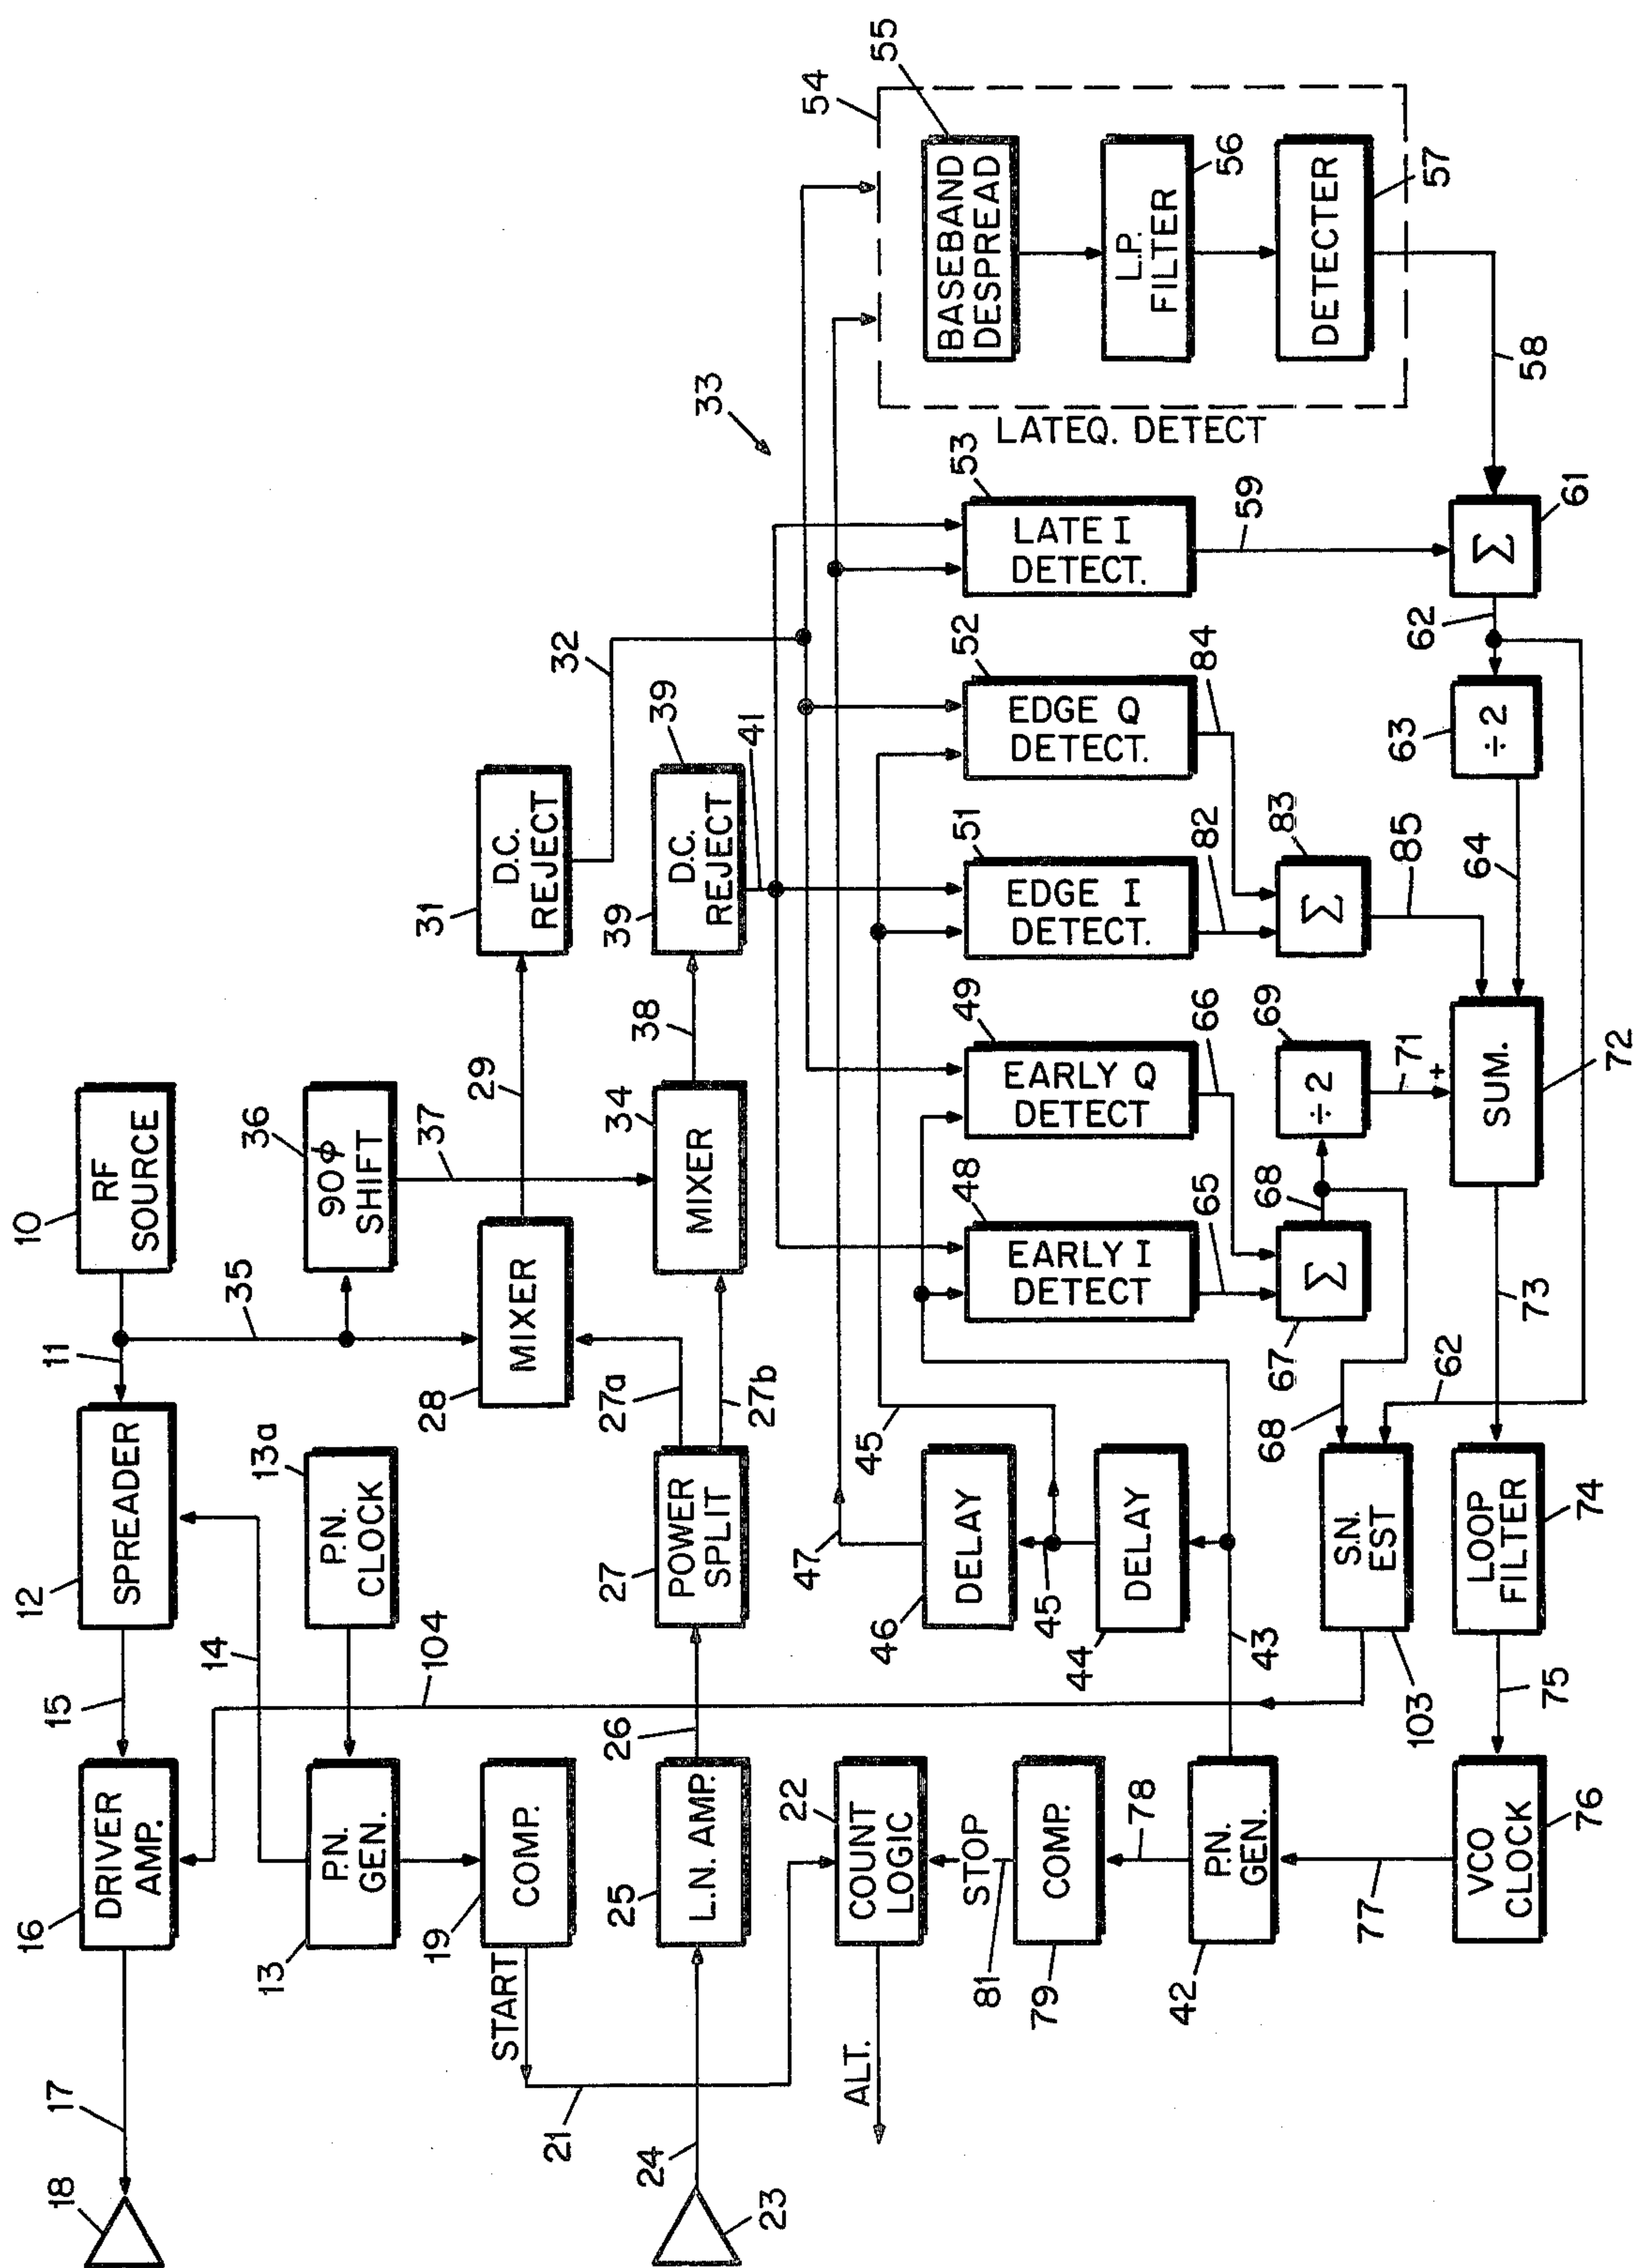 18
17
16
DRIVER
AMP.
15
12
SPREADER
11
10
RF
SOURCE
14
104
35
13
P.N.
GEN.
13a
P.N.
CLOCK
36
90φ
SHIFT
37
19
COMP.
START
21
28
MIXER
29
31
D.C.
REJECT
32
23
24
25
L.N. AMP.
26
27
POWER
SPLIT
27a
27b
34
MIXER
38
39
D.C.
REJECT
39
41
33
ALT.
22
COUNT
LOGIC
STOP
81
79
COMP.
78
42
P.N.
GEN.
43
44
DELAY
45
46
DELAY
47
45
48
EARLY I
DETECT
49
EARLY Q
DETECT
51
EDGE I
DETECT.
52
EDGE Q
DETECT.
53
LATE I
DETECT.
54
LATEQ. DETECT
55
BASEBAND
DESPREAD
L.P.
FILTER
56
DETECTER
57
58
59
65
66
82
84
67
Σ
68
68
69
÷2
71
+
83
Σ
85
61
Σ
62
63
÷2
64
SUM.
72
73
62
S.N.
EST
103
LOOP
FILTER
74
75
VCO
CLOCK
76
77